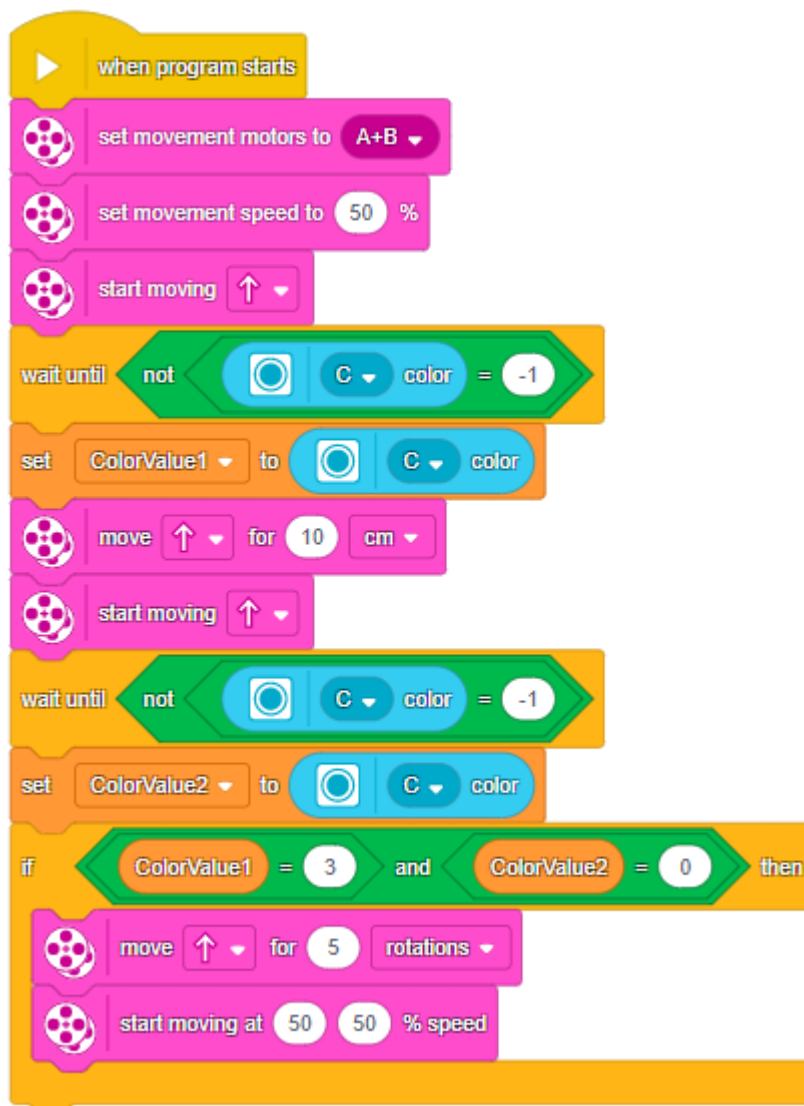 when program starts
set movement motors to A+B
set movement speed to 50 %
start moving
wait until not C color = -1
set ColorValue1 to C color
move for 10 cm
start moving
wait until not C color = -1
set ColorValue2 to C color
if ColorValue1 = 3 and ColorValue2 = 0 then
move for 5 rotations
start moving at 50 50 % speed